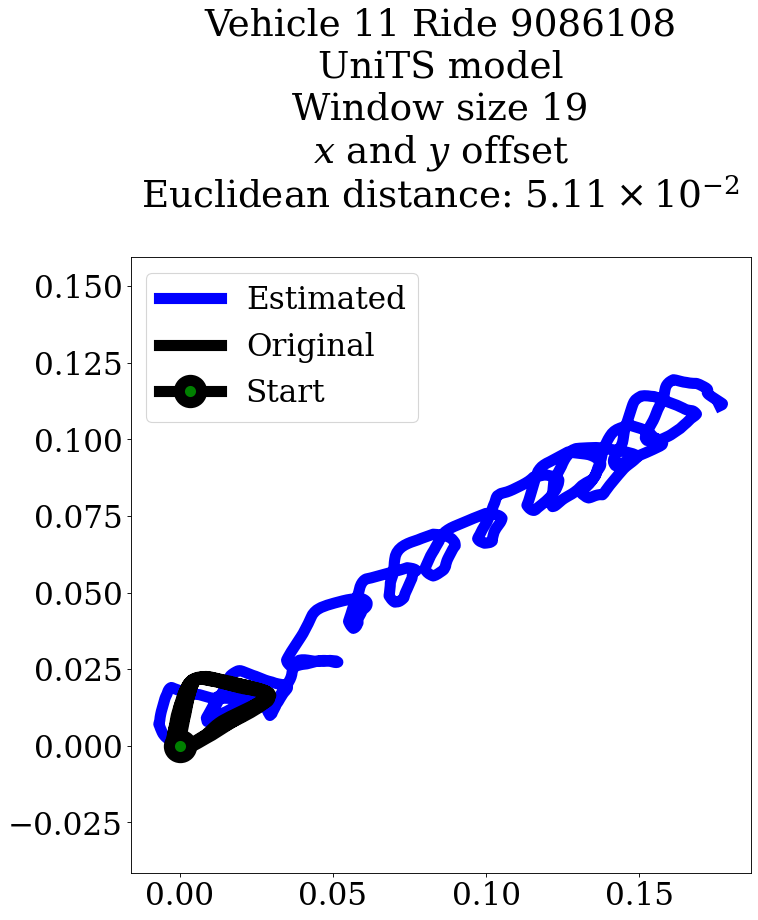 Vehicle 11 Ride 9086108
UniTS model
Window size 19
x and y offset
Euclidean distance: 5.11 × 10⁻²
0.150
0.125
0.100
0.075
0.050
0.025
0.000
−0.025
Estimated
Original
Start
0.00 0.05 0.10 0.15